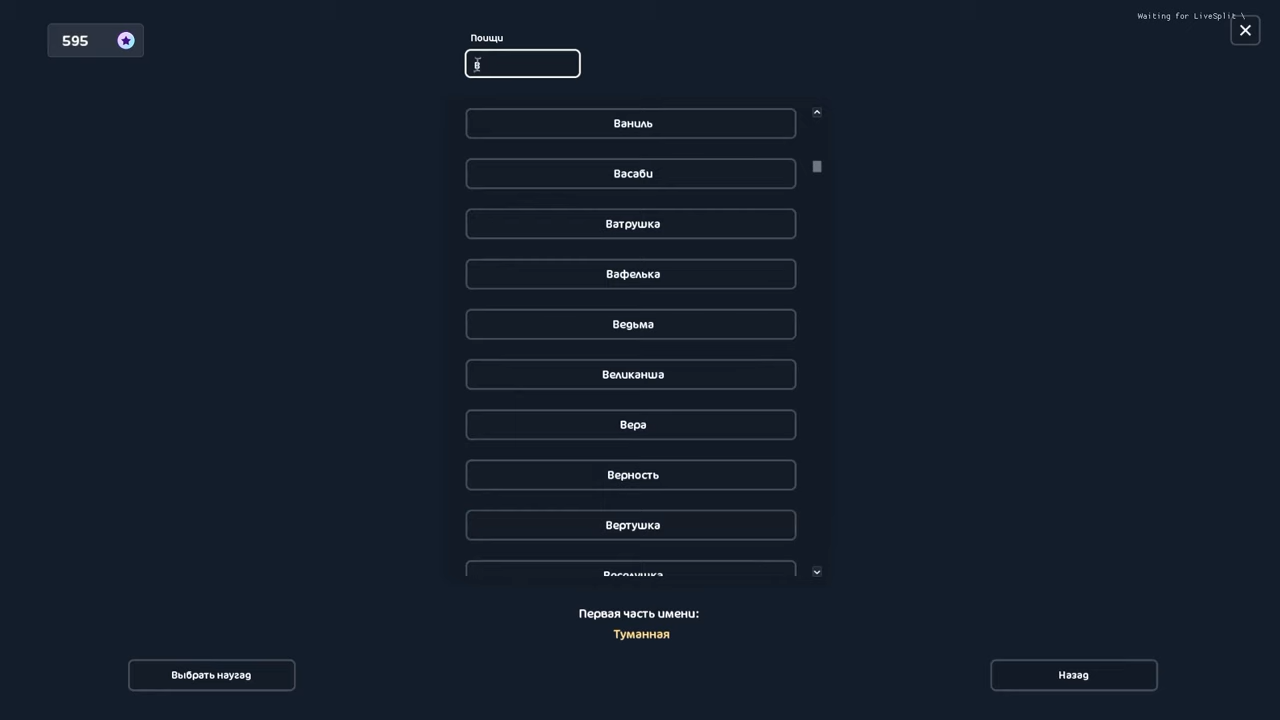 Waiting for LiveSplit \
595
Поищи
в
Ваниль
Васаби
Ватрушка
Вафелька
Ведьма
Великанша
Вера
Верность
Вертушка
Веселушка
Первая часть имени:
Туманная
Выбрать наугад
Назад